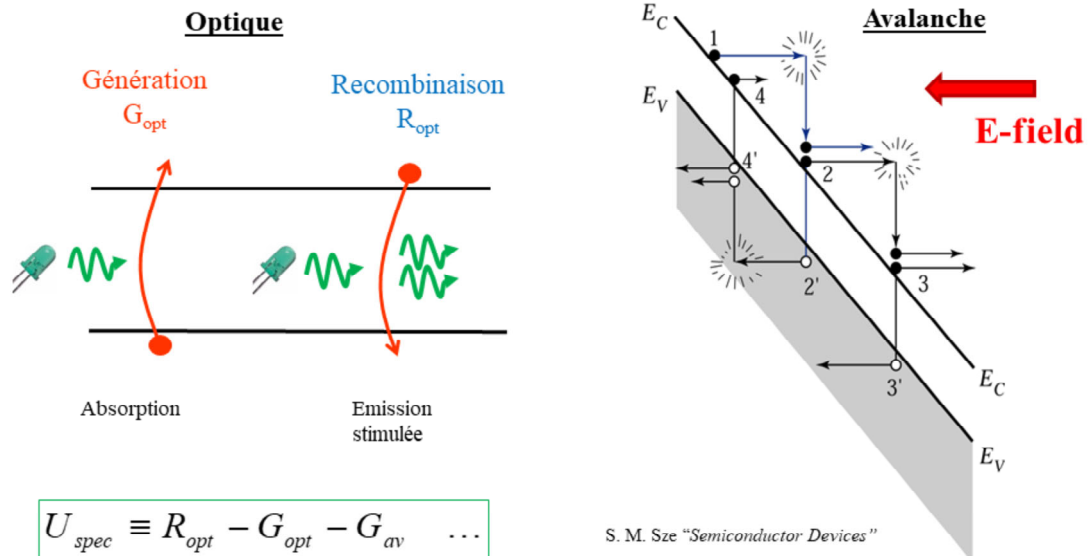 Optique
Génération
G_opt
Recombinaison
R_opt
Absorption
Emission
stimulée
U_spec ≡ R_opt − G_opt − G_av …
Avalanche
E_C
1
4
E_V
E-field
4'
2
2'
3
3'
E_C
E_V
S. M. Sze “Semiconductor Devices”